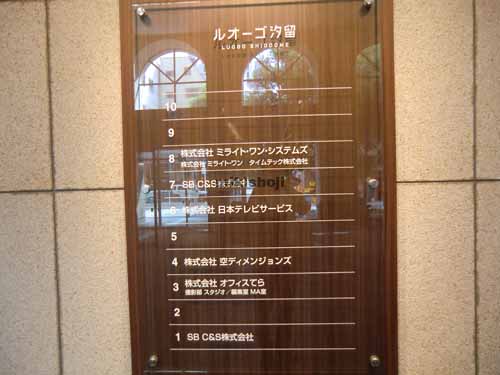 ルオーゴ汐留
LUOGO SHIODOME
10
9
8 株式会社 ミライト・ワン・システムズ
株式会社 ミライト・ワン タイムテック株式会社
7 SB C&S株式会社
6 株式会社 日本テレビサービス
5
4 株式会社 空ディメンジョンズ
3 株式会社 オフィスてら
撮影部 スタジオ/編集室 MA室
2
1 SB C&S株式会社